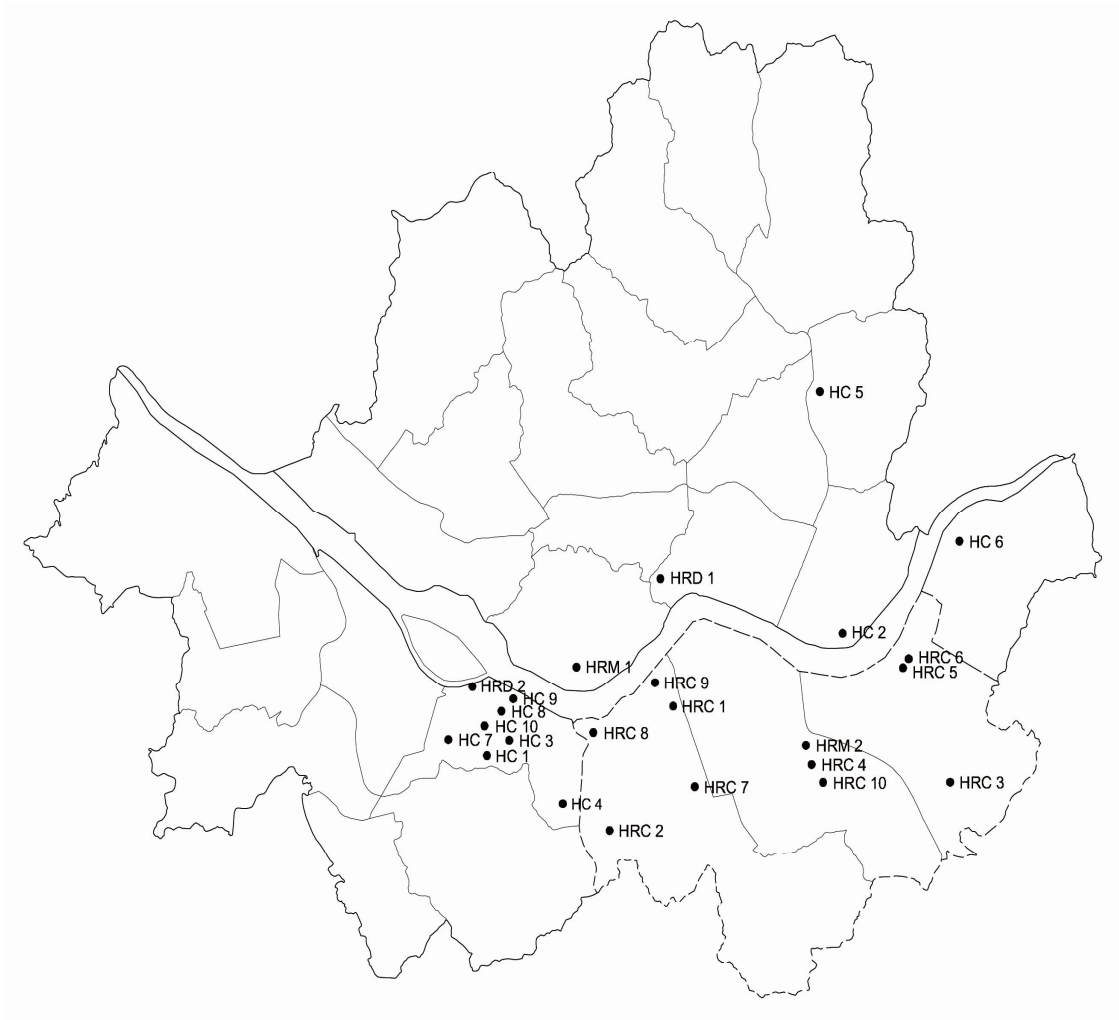 HC 5
HC 6
HRD 1
HC 2
HRC 6
HRC 5
HRM 1
HRD 2
HRC 9
HC 9
HRC 1
HC 8
HC 10
HRC 8
HC 7
HC 3
HRM 2
HC 1
HRC 4
HRC 7
HRC 10
HRC 3
HC 4
HRC 2